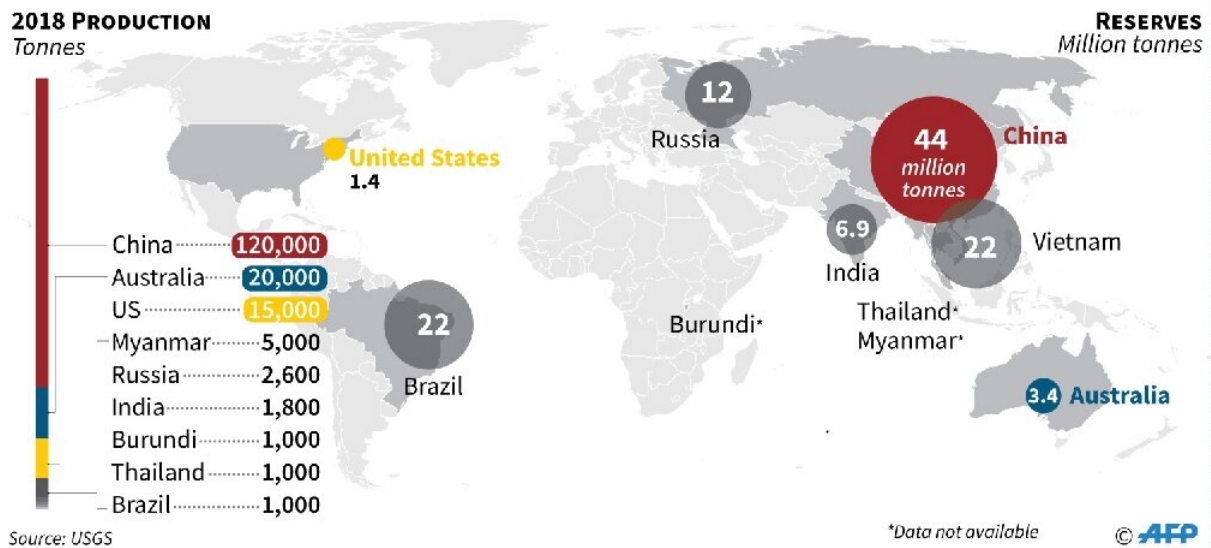 2018 PRODUCTION
Tonnes
RESERVES
Million tonnes
12
Russia
44
million
tonnes
China
United States
1.4
6.9
India
22
Vietnam
China 120,000
Australia 20,000
US 15,000
Myanmar 5,000
Russia 2,600
India 1,800
Burundi 1,000
Thailand 1,000
Brazil 1,000
22
Brazil
Burundi*
Thailand*
Myanmar*
3.4
Australia
Source: USGS
*Data not available
© AFP